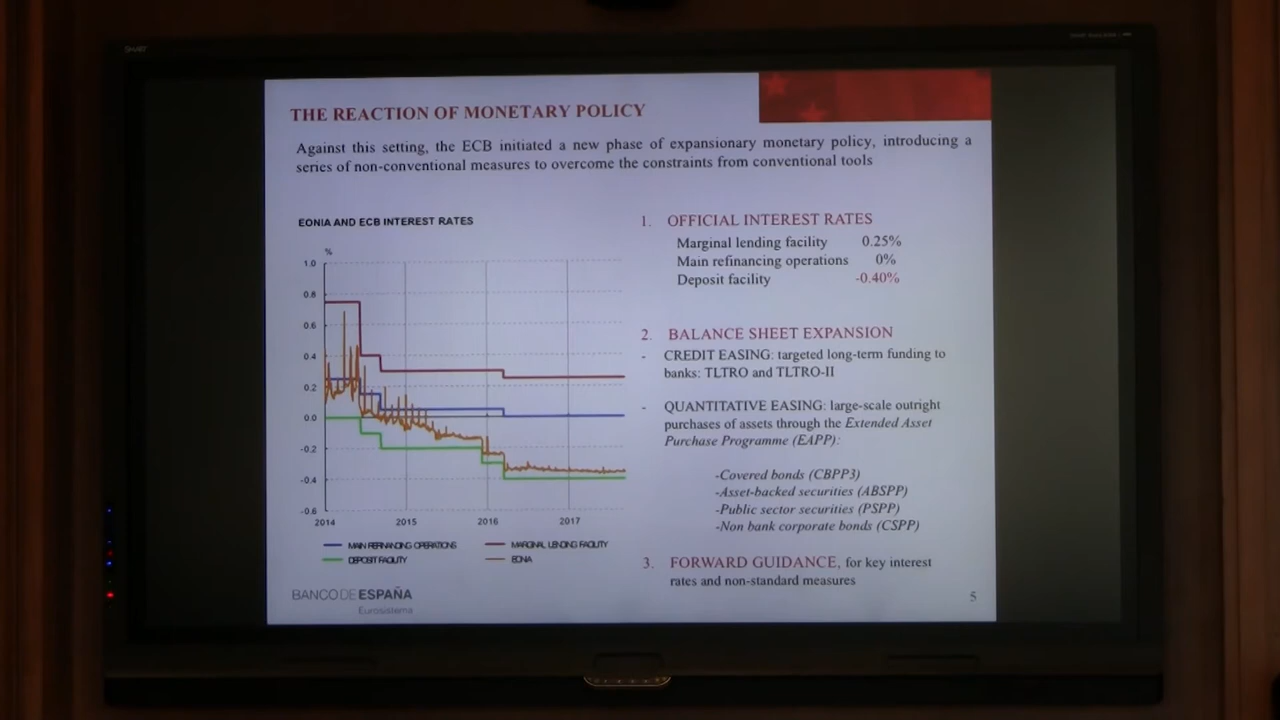 SMART
THE REACTION OF MONETARY POLICY
Against this setting, the ECB initiated a new phase of expansionary monetary policy, introducing a
series of non-conventional measures to overcome the constraints from conventional tools
EONIA AND ECB INTEREST RATES
%
1.0
0.8
0.6
0.4
0.2
0.0
-0.2
-0.4
-0.6
2014 2015 2016 2017
MAIN REFINANCING OPERATIONS MARGINAL LENDING FACILITY
DEPOSIT FACILITY EONIA
1. OFFICIAL INTEREST RATES
Marginal lending facility 0.25%
Main refinancing operations 0%
Deposit facility -0.40%
2. BALANCE SHEET EXPANSION
- CREDIT EASING: targeted long-term funding to
banks: TLTRO and TLTRO-II
- QUANTITATIVE EASING: large-scale outright
purchases of assets through the Extended Asset
Purchase Programme (EAPP):
-Covered bonds (CBPP3)
-Asset-backed securities (ABSPP)
-Public sector securities (PSPP)
-Non bank corporate bonds (CSPP)
3. FORWARD GUIDANCE, for key interest
rates and non-standard measures
BANCO DE ESPAÑA
Eurosistema
5